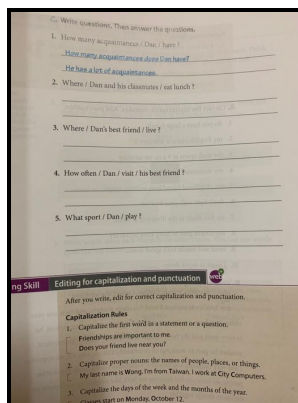 C. Write questions. Then answer the questions.
1. How many acquaintances / Dan / have ?
How many acquaintances does Dan have?
He has a lot of acquaintances.
2. Where / Dan and his classmates / eat lunch ?
3. Where / Dan's best friend / live ?
4. How often / Dan / visit / his best friend ?
5. What sport / Dan / play ?
ng Skill Editing for capitalization and punctuation web
After you write, edit for correct capitalization and punctuation.
Capitalization Rules
1. Capitalize the first word in a statement or a question.
Friendships are important to me.
Does your friend live near you?
2. Capitalize proper nouns: the names of people, places, or things.
My last name is Wang. I'm from Taiwan. I work at City Computers.
3. Capitalize the days of the week and the months of the year.
Classes start on Monday, October 12.